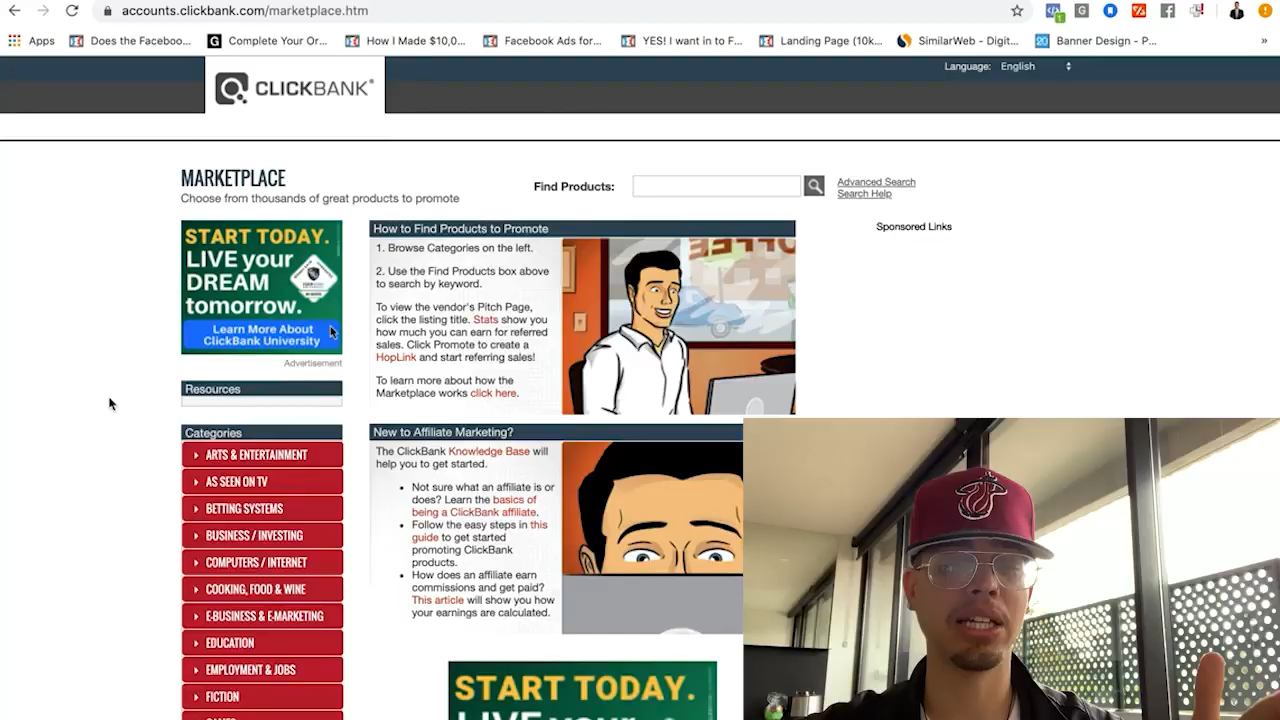 accounts.clickbank.com/marketplace.htm
Apps
Does the Faceboo...
Complete Your Or...
How I Made $10,0...
Facebook Ads for...
YES! I want in to F...
Landing Page (10k...
SimilarWeb - Digit...
Banner Design - P...
»
Language: English
CLICKBANK®
MARKETPLACE
Choose from thousands of great products to promote
Find Products:
Advanced Search
Search Help
START TODAY.
LIVE your
DREAM
tomorrow.
Learn More About
ClickBank University
Advertisement
Resources
Categories
ARTS & ENTERTAINMENT
AS SEEN ON TV
BETTING SYSTEMS
BUSINESS / INVESTING
COMPUTERS / INTERNET
COOKING, FOOD & WINE
E-BUSINESS & E-MARKETING
EDUCATION
EMPLOYMENT & JOBS
FICTION
How to Find Products to Promote
1. Browse Categories on the left.
2. Use the Find Products box above
to search by keyword.
To view the vendor's Pitch Page,
click the listing title. Stats show you
how much you can earn for referred
sales. Click Promote to create a
HopLink and start referring sales!
To learn more about how the
Marketplace works click here.
COFFEE
New to Affiliate Marketing?
The ClickBank Knowledge Base will
help you to get started.
• Not sure what an affiliate is or
does? Learn the basics of
being a ClickBank affiliate.
• Follow the easy steps in this
guide to get started
promoting ClickBank
products.
• How does an affiliate earn
commissions and get paid?
This article will show you how
your earnings are calculated.
START TODAY.
LIVE your
Sponsored Links